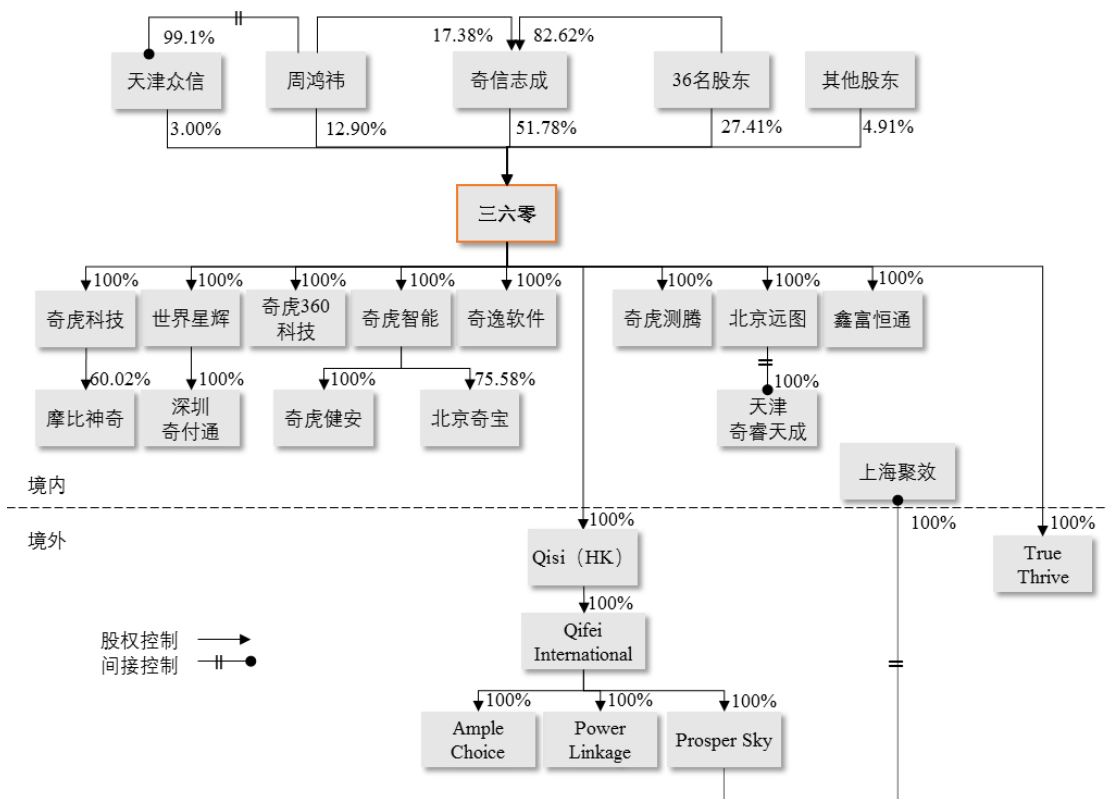 99.1%
17.38%
82.62%
天津众信
周鸿祎
奇信志成
36名股东
其他股东
3.00%
12.90%
51.78%
27.41%
4.91%
三六零
100%
100%
100%
100%
100%
100%
100%
100%
奇虎科技
世界星辉
奇虎360
科技
奇虎智能
奇逸软件
奇虎测腾
北京远图
鑫富恒通
60.02%
100%
100%
75.58%
100%
摩比神奇
深圳
奇付通
奇虎健安
北京奇宝
天津
奇睿天成
上海聚效
境内
境外
100%
100%
100%
Qisi（HK）
True
Thrive
100%
Qifei
International
股权控制
间接控制
100%
100%
100%
Ample
Choice
Power
Linkage
Prosper Sky